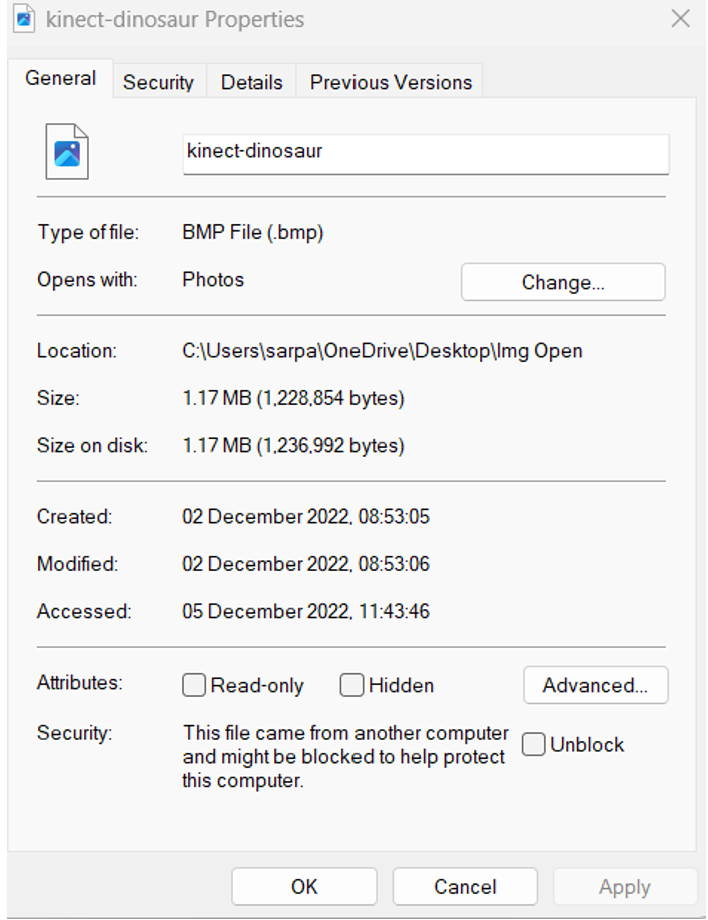 kinect-dinosaur Properties
General Security Details Previous Versions
kinect-dinosaur
Type of file: BMP File (.bmp)
Opens with: Photos Change...
Location: C:\Users\sarpa\OneDrive\Desktop\Img Open
Size: 1.17 MB (1,228,854 bytes)
Size on disk: 1.17 MB (1,236,992 bytes)
Created: 02 December 2022, 08:53:05
Modified: 02 December 2022, 08:53:06
Accessed: 05 December 2022, 11:43:46
Attributes: Read-only Hidden Advanced...
Security: This file came from another computer
and might be blocked to help protect
this computer.
Unblock
OK Cancel Apply